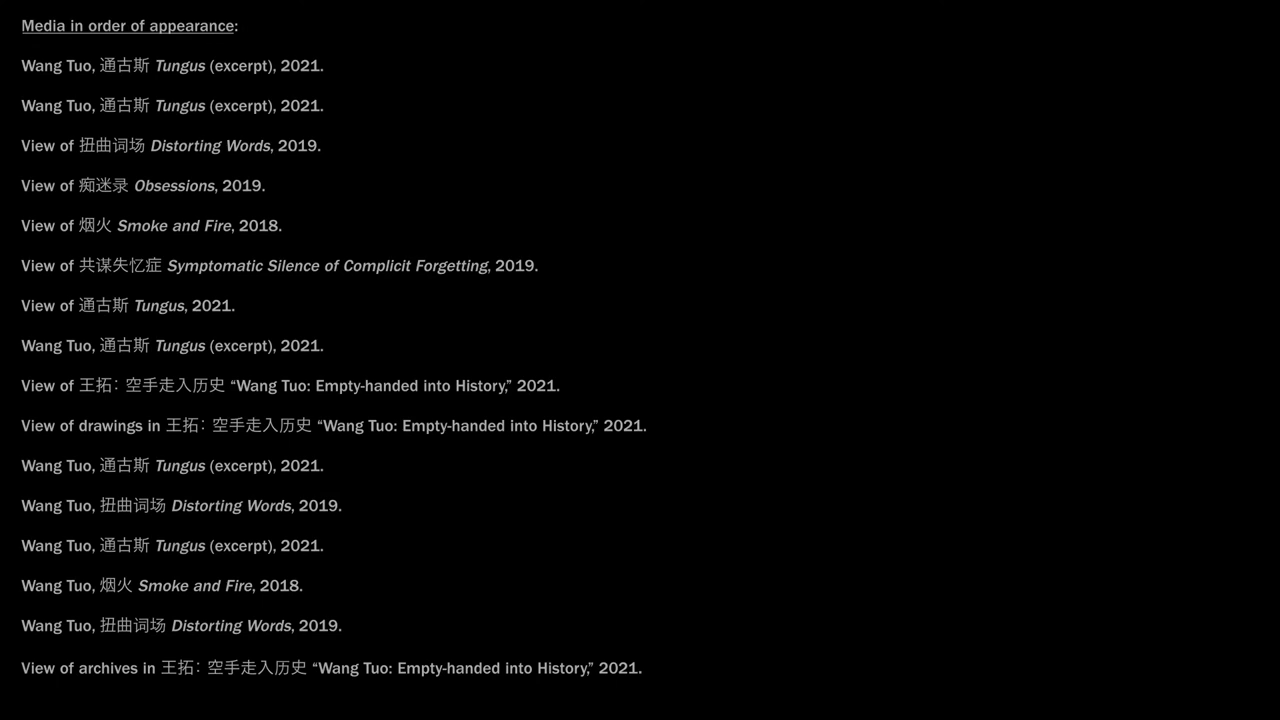 Media in order of appearance:
Wang Tuo, 通古斯 Tungus (excerpt), 2021.
Wang Tuo, 通古斯 Tungus (excerpt), 2021.
View of 扭曲词场 Distorting Words, 2019.
View of 痴迷录 Obsessions, 2019.
View of 烟火 Smoke and Fire, 2018.
View of 共谋失忆症 Symptomatic Silence of Complicit Forgetting, 2019.
View of 通古斯 Tungus, 2021.
Wang Tuo, 通古斯 Tungus (excerpt), 2021.
View of 王拓：空手走入历史 “Wang Tuo: Empty-handed into History,” 2021.
View of drawings in 王拓：空手走入历史 “Wang Tuo: Empty-handed into History,” 2021.
Wang Tuo, 通古斯 Tungus (excerpt), 2021.
Wang Tuo, 扭曲词场 Distorting Words, 2019.
Wang Tuo, 通古斯 Tungus (excerpt), 2021.
Wang Tuo, 烟火 Smoke and Fire, 2018.
Wang Tuo, 扭曲词场 Distorting Words, 2019.
View of archives in 王拓：空手走入历史 “Wang Tuo: Empty-handed into History,” 2021.